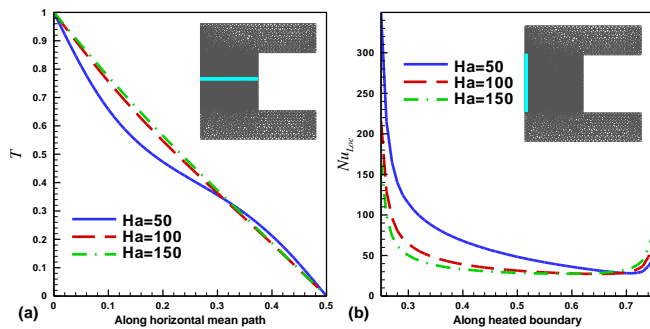 1
0.9
0.8
0.7
0.6
0.5
0.4
0.3
0.2
0.1
0
T
Ha=50
Ha=100
Ha=150
(a)
0
0.1
0.2
0.3
0.4
0.5
Along horizontal mean path
300
250
200
150
100
50
0
Nu_Loc
Ha=50
Ha=100
Ha=150
(b)
0.3
0.4
0.5
0.6
0.7
Along heated boundary